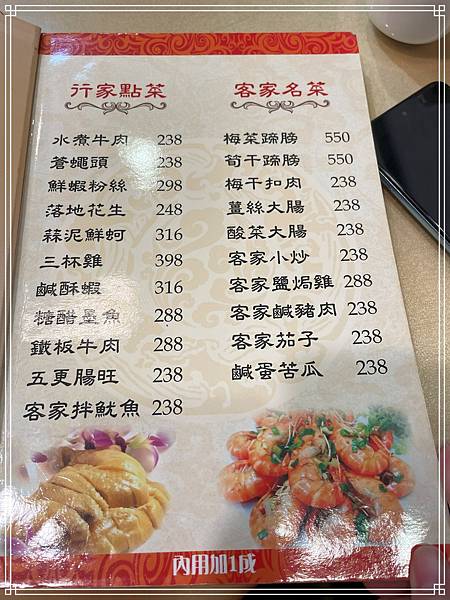 行家點菜
水煮牛肉 238
蒼蠅頭 238
鮮蝦粉絲 298
落地花生 248
蒜泥鮮蚵 316
三杯雞 398
鹹酥蝦 316
糖醋墨魚 288
鐵板牛肉 288
五更腸旺 238
客家拌魷魚 238
客家名菜
梅菜蹄膀 550
筍干蹄膀 550
梅干扣肉 238
薑絲大腸 238
酸菜大腸 238
客家小炒 238
客家鹽焗雞 288
客家鹹豬肉 238
客家茄子 238
鹹蛋苦瓜 238
內用加1成